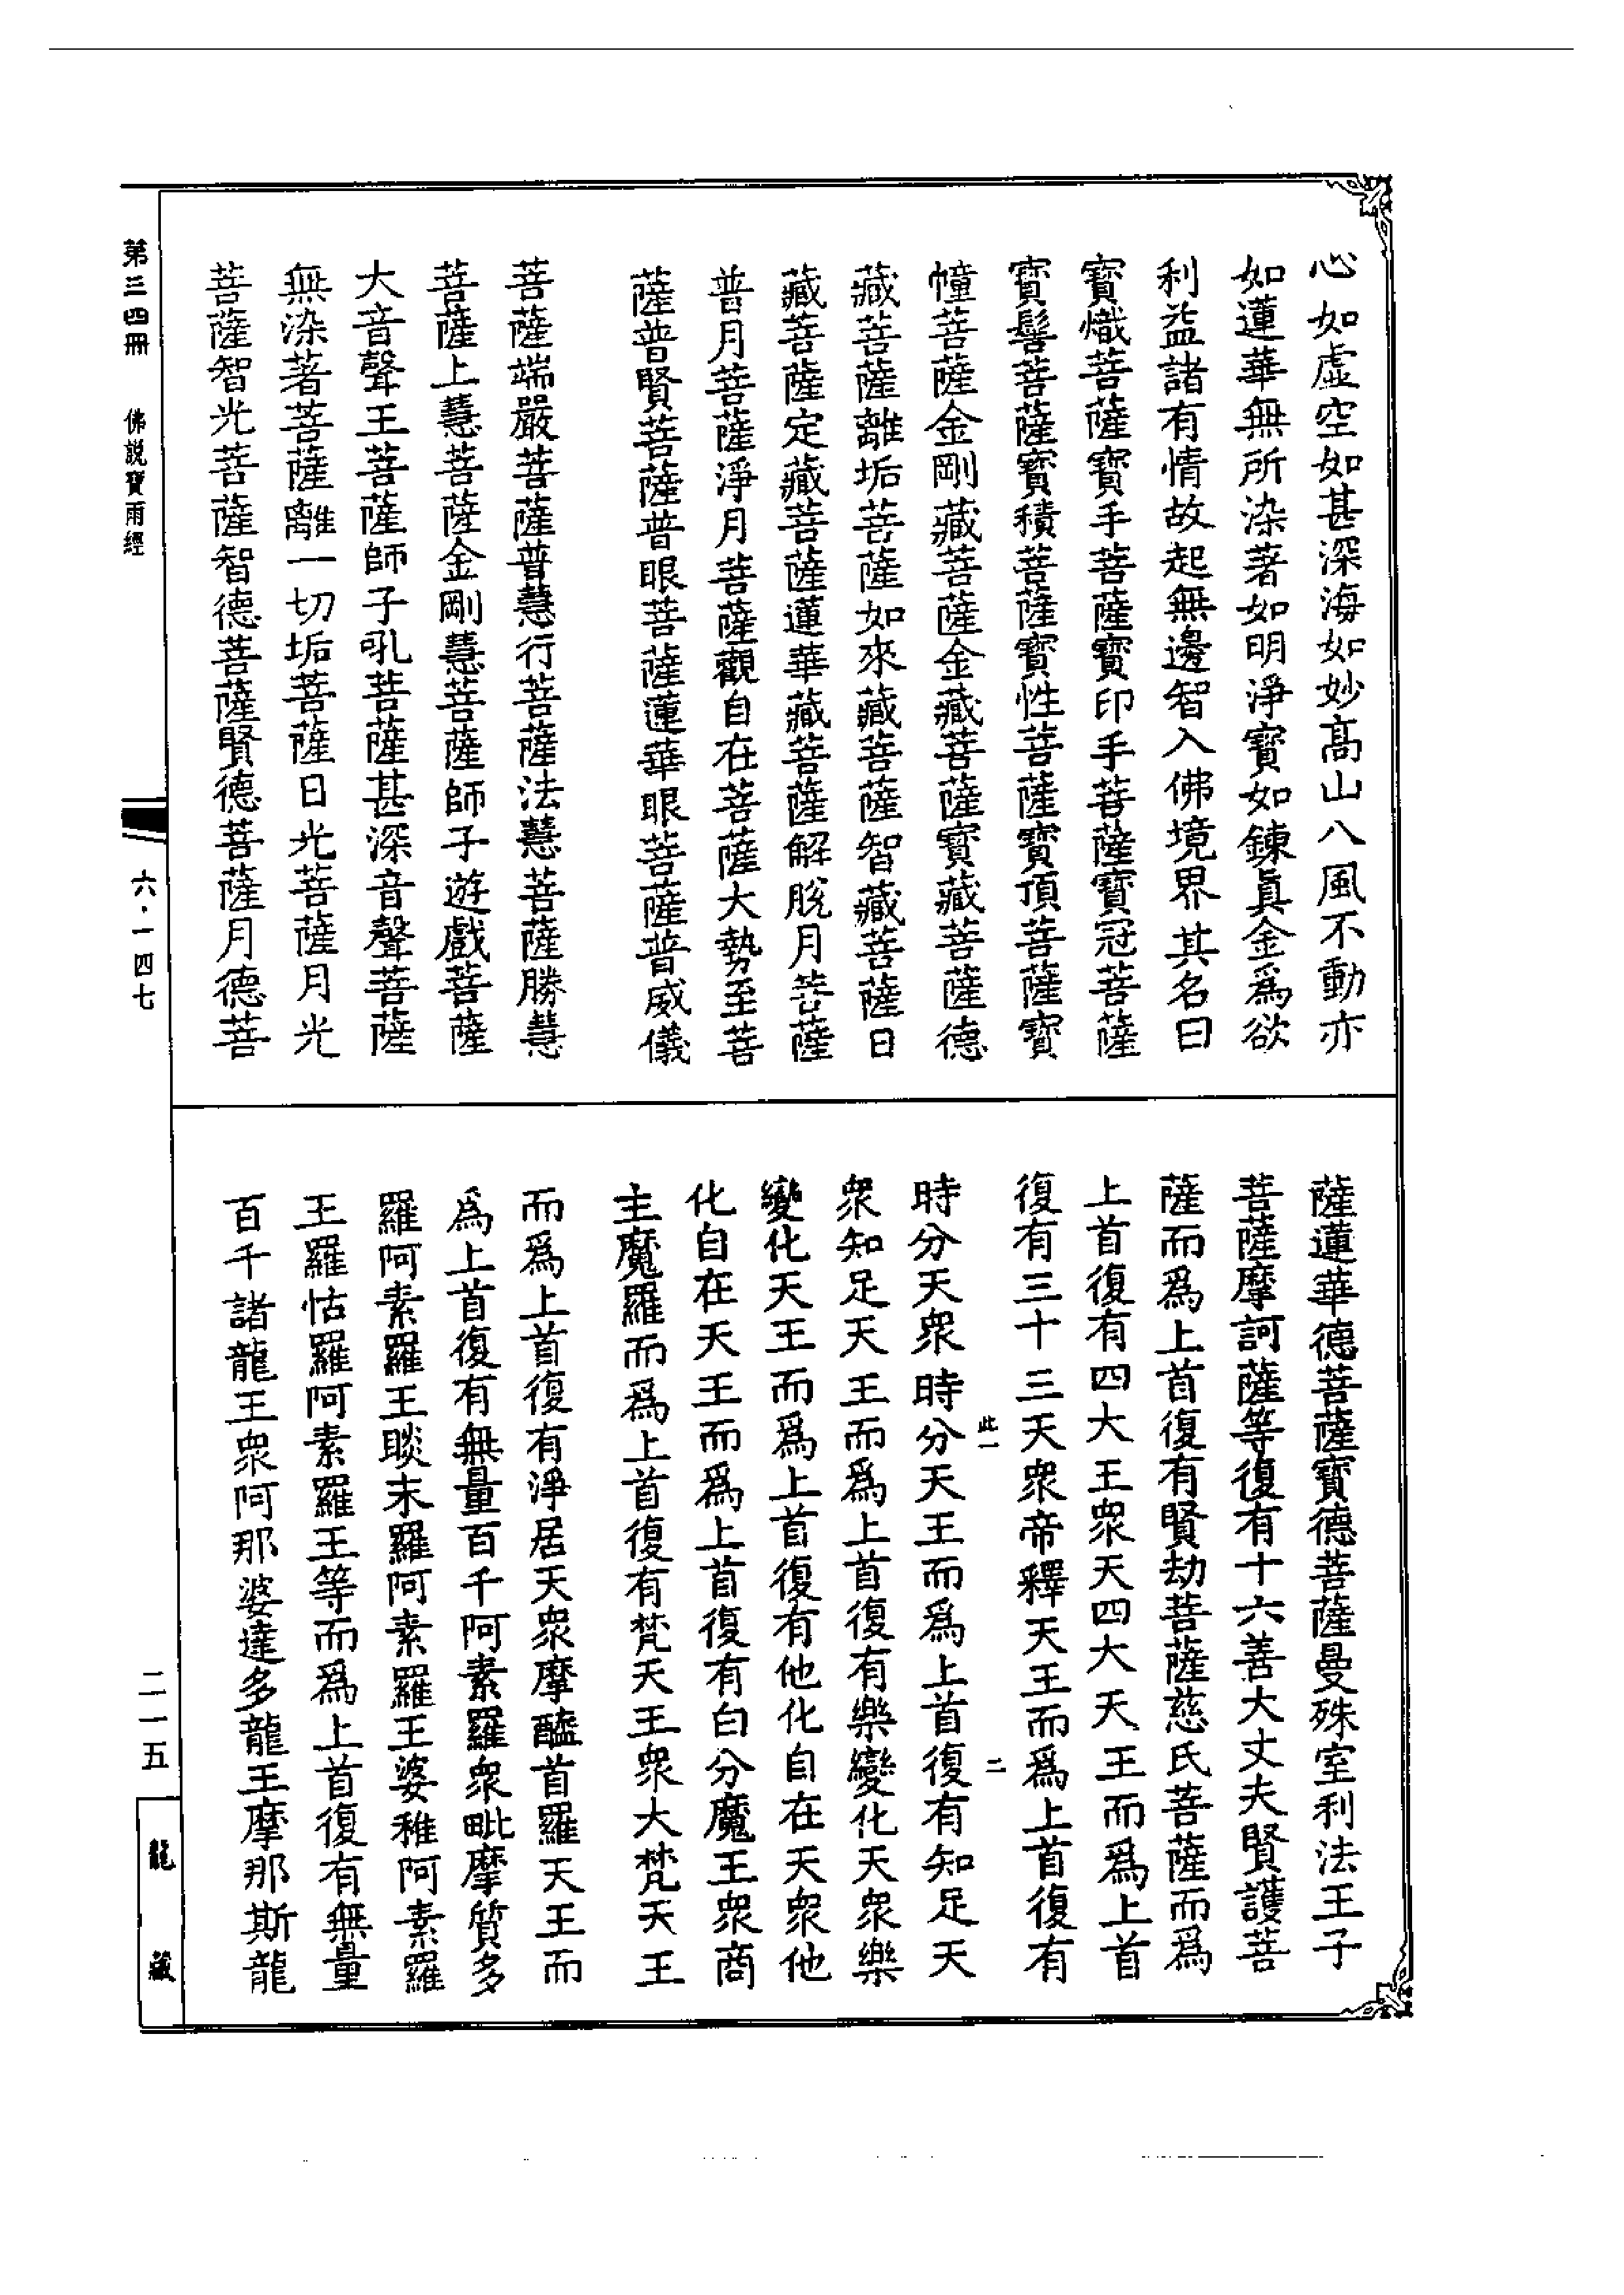 心如虛空如甚深海如妙高山八風不動亦
如蓮華無所染著如明淨寶如鍊眞金爲欲
利益諸有情故起無邊智入佛境界其名曰
寶熾菩薩寶手菩薩寶印手菩薩寶冠菩薩
寶髻菩薩寶積菩薩寶性菩薩寶頂菩薩寶
幢菩薩金剛藏菩薩金藏菩薩寶藏菩薩德
藏菩薩離垢菩薩如來藏菩薩智藏菩薩日
藏菩薩定藏菩薩蓮華藏菩薩解脫月菩薩
普月菩薩淨月菩薩觀自在菩薩大勢至菩
薩普賢菩薩普眼菩薩蓮華眼菩薩普威儀
菩薩端嚴菩薩普慧行菩薩法慧菩薩勝慧
菩薩上慧菩薩金剛慧菩薩師子遊戲菩薩
大音聲王菩薩師子吼菩薩甚深音聲菩薩
無染著菩薩離一切垢菩薩日光菩薩月光
菩薩智光菩薩智德菩薩賢德菩薩月德菩
薩蓮華德菩薩寶德菩薩曼殊室利法王子
菩薩摩訶薩等復有十六善大丈夫賢護菩
薩而爲上首復有賢劫菩薩慈氏菩薩而爲
上首復有四大王眾天四大天王而爲上首
復有三十三天眾帝釋天王而爲上首復有
此一 二
時分天眾時分天王而爲上首復有知足天
眾知足天王而爲上首復有樂變化天眾樂
變化天王而爲上首復有他化自在天眾他
化自在天王而爲上首復有白分魔王眾商
主魔羅而爲上首復有梵天王眾大梵天王
而爲上首復有淨居天眾摩醯首羅天王而
爲上首復有無量百千阿素羅眾毗摩質多
羅阿素羅王睒末羅阿素羅王婆稚阿素羅
王羅怙羅阿素羅王等而爲上首復有無量
百千諸龍王眾阿那婆達多龍王摩那斯龍
第三四冊 佛說寶雨經
六·一四七
二一五
龍藏